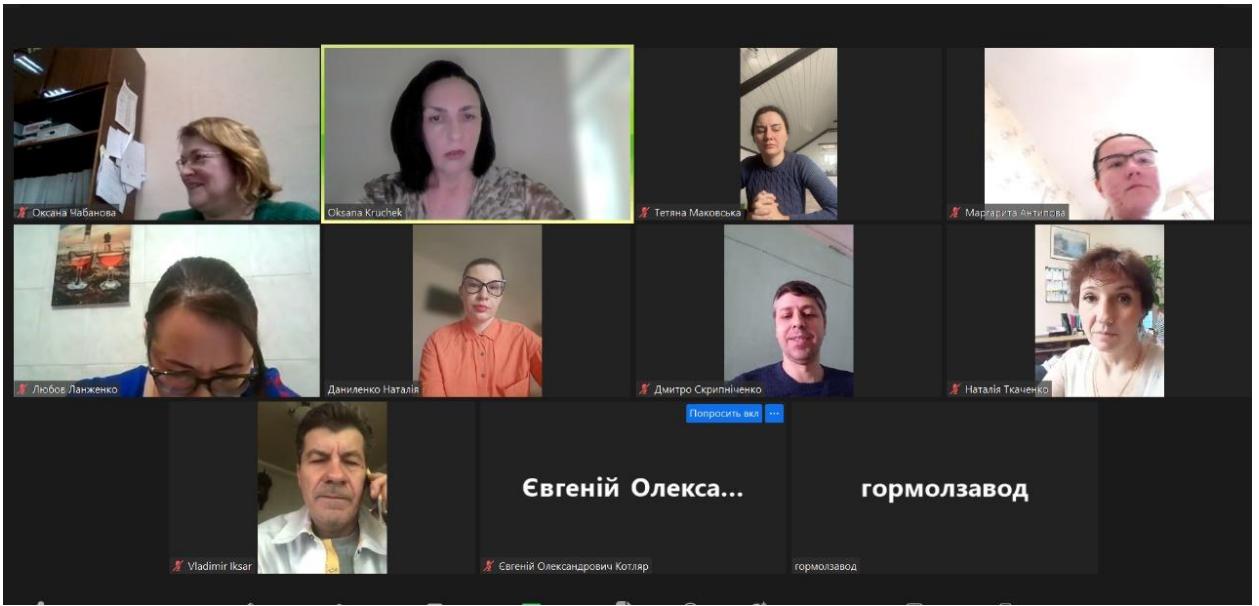 Оксана Чабанова
Oksana Kruchek
Тетяна Маковська
Маргарита Антипова
Любов Ланженко
Даниленко Наталія
Дмитро Скрипніченко
Наталія Ткаченко
Попросить вкл ...
Євгеній Олекса...
гормолзавод
Vladimir Iksar
Євгеній Олександрович Котляр
гормолзавод